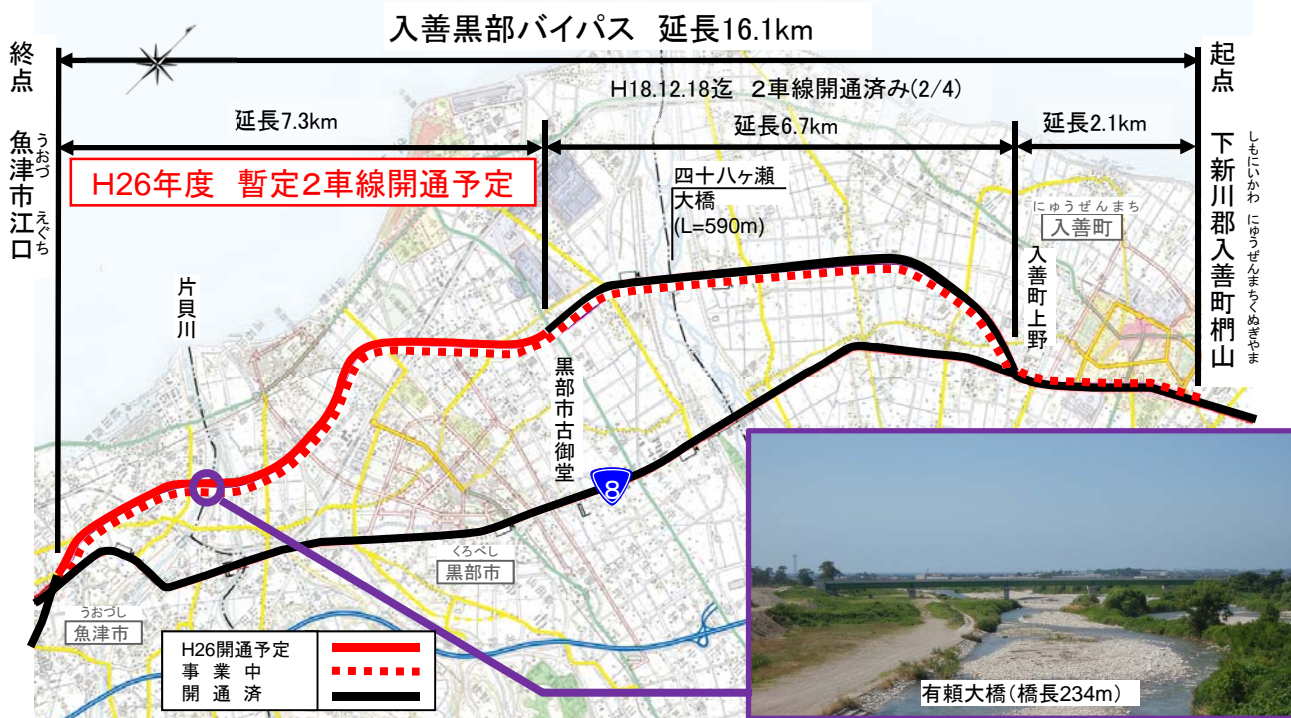 入善黒部バイパス 延長16.1km
終点
起点
H18.12.18迄 2車線開通済み(2/4)
延長7.3km
延長6.7km
延長2.1km
H26年度 暫定2車線開通予定
魚津市江口
うおづ えぐち
下新川郡入善町椚山
しもにいかわ にゅうぜんまちくぬぎやま
四十八ヶ瀬
大橋
(L=590m)
にゅうぜんまち
入善町
入善町上野
片貝川
黒部市古御堂
8
くろべし
黒部市
うおづし
魚津市
H26開通予定
事業中
開通済
有頼大橋(橋長234m)